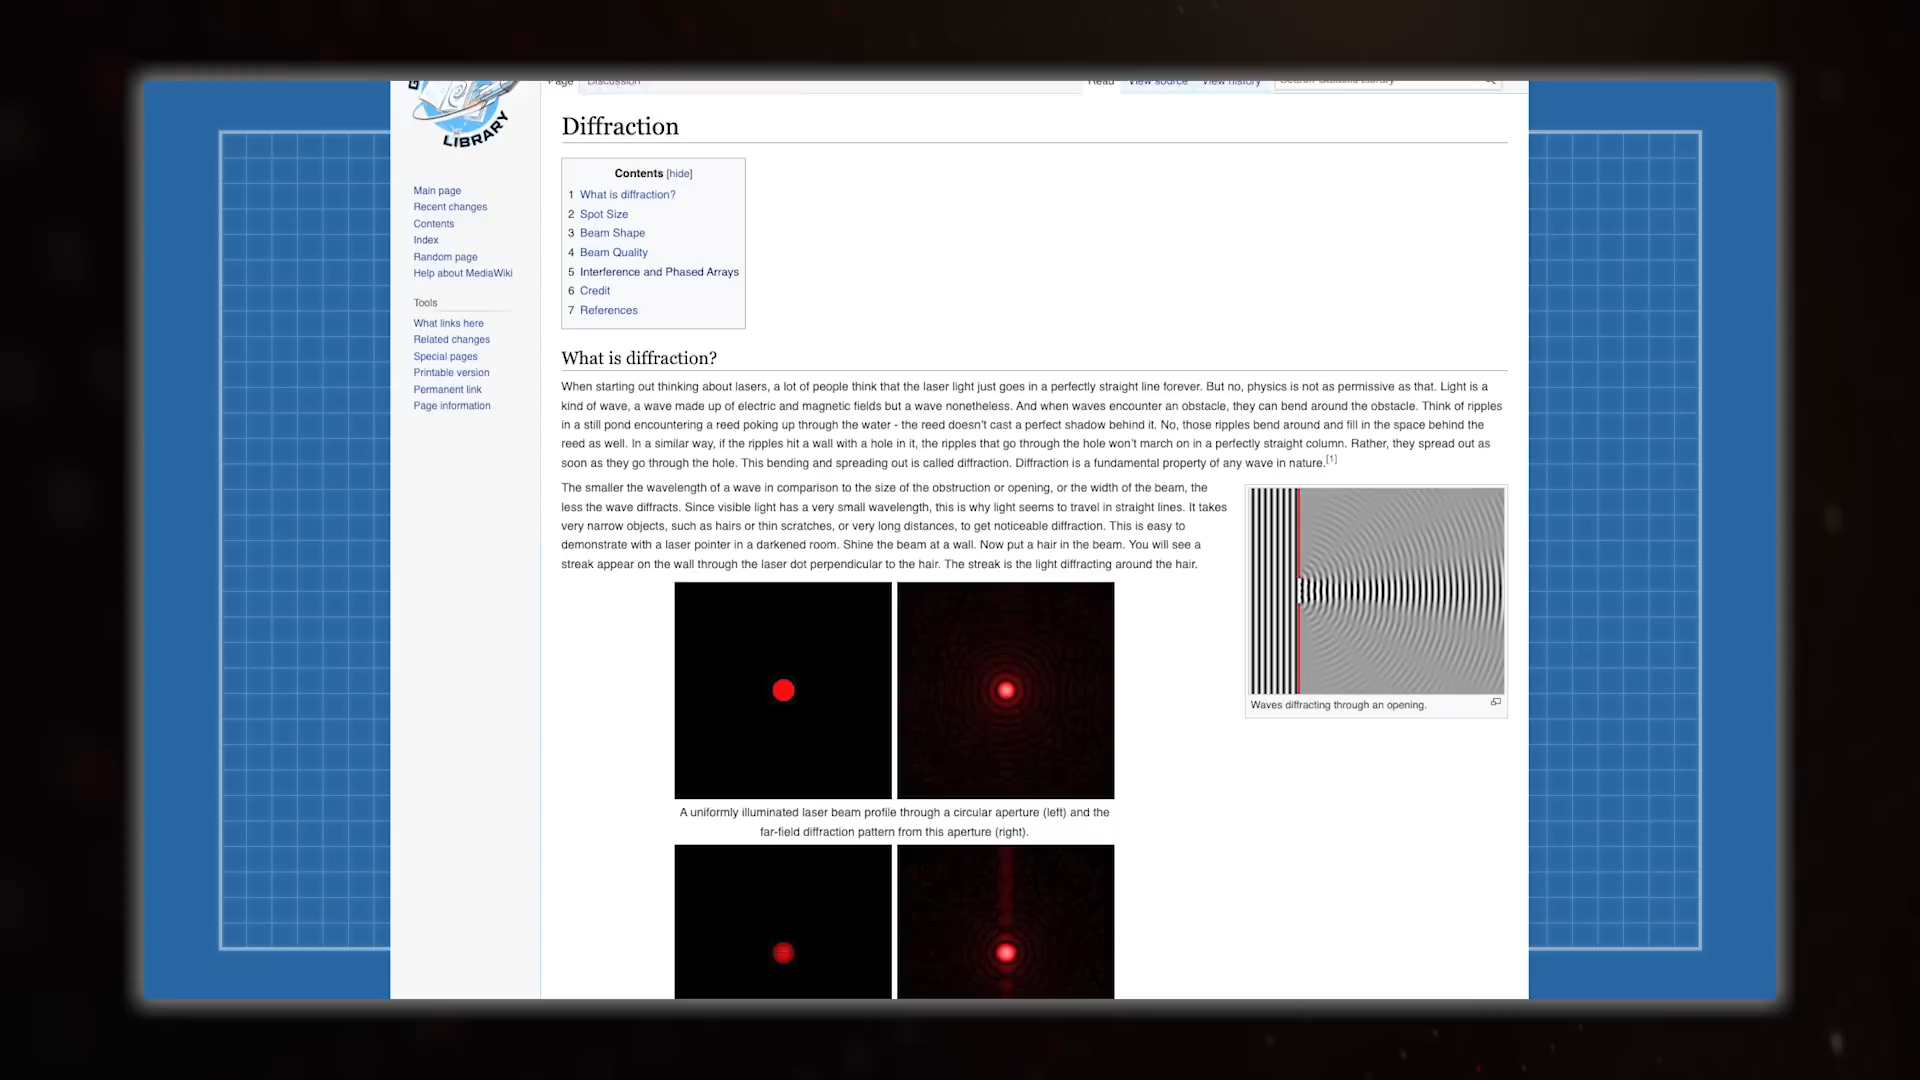 Page Discussion Read View source View history
LIBRARY
Diffraction
Contents [hide]
1 What is diffraction?
2 Spot Size
3 Beam Shape
4 Beam Quality
5 Interference and Phased Arrays
6 Credit
7 References
Main page
Recent changes
Contents
Index
Random page
Help about MediaWiki
Tools
What links here
Related changes
Special pages
Printable version
Permanent link
Page information
What is diffraction?
When starting out thinking about lasers, a lot of people think that the laser light just goes in a perfectly straight line forever. But no, physics is not as permissive as that. Light is a
kind of wave, a wave made up of electric and magnetic fields but a wave nonetheless. And when waves encounter an obstacle, they can bend around the obstacle. Think of ripples
in a still pond encountering a reed poking up through the water - the reed doesn't cast a perfect shadow behind it. No, those ripples bend around and fill in the space behind the
reed as well. In a similar way, if the ripples hit a wall with a hole in it, the ripples that go through the hole won't march on in a perfectly straight column. Rather, they spread out as
soon as they go through the hole. This bending and spreading out is called diffraction. Diffraction is a fundamental property of any wave in nature.[1]
The smaller the wavelength of a wave in comparison to the size of the obstruction or opening, or the width of the beam, the
less the wave diffracts. Since visible light has a very small wavelength, this is why light seems to travel in straight lines. It takes
very narrow objects, such as hairs or thin scratches, or very long distances, to get noticeable diffraction. This is easy to
demonstrate with a laser pointer in a darkened room. Shine the beam at a wall. Now put a hair in the beam. You will see a
streak appear on the wall through the laser dot perpendicular to the hair. The streak is the light diffracting around the hair.
Waves diffracting through an opening.
A uniformly illuminated laser beam profile through a circular aperture (left) and the
far-field diffraction pattern from this aperture (right).